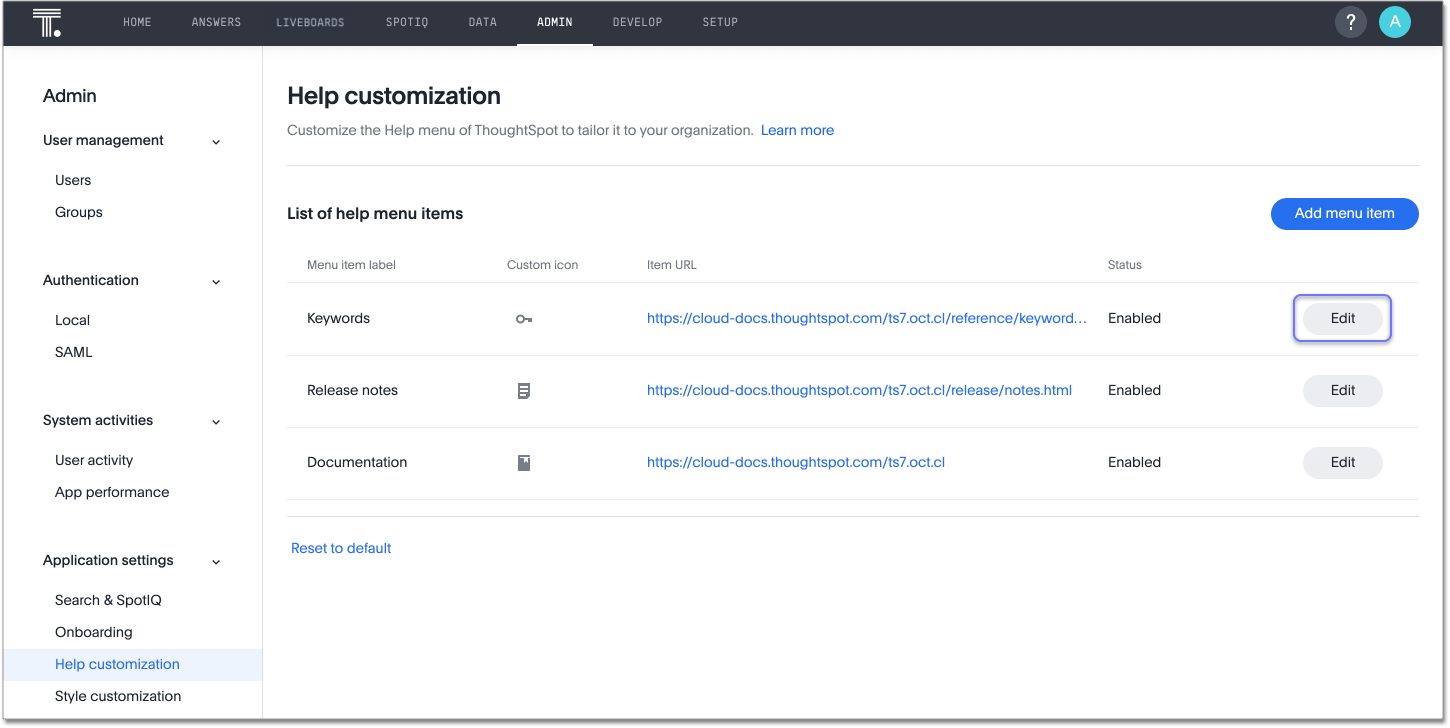 T. HOME ANSWERS LIVEBOARDS SPOTIQ DATA ADMIN DEVELOP SETUP ? A
Admin
User management
Users
Groups
Authentication
Local
SAML
System activities
User activity
App performance
Application settings
Search & SpotIQ
Onboarding
Help customization
Style customization
Help customization
Customize the Help menu of ThoughtSpot to tailor it to your organization. Learn more
List of help menu items Add menu item
Menu item label Custom icon Item URL Status
Keywords https://cloud-docs.thoughtspot.com/ts7.oct.cl/reference/keyword... Enabled Edit
Release notes https://cloud-docs.thoughtspot.com/ts7.oct.cl/release/notes.html Enabled Edit
Documentation https://cloud-docs.thoughtspot.com/ts7.oct.cl Enabled Edit
Reset to default